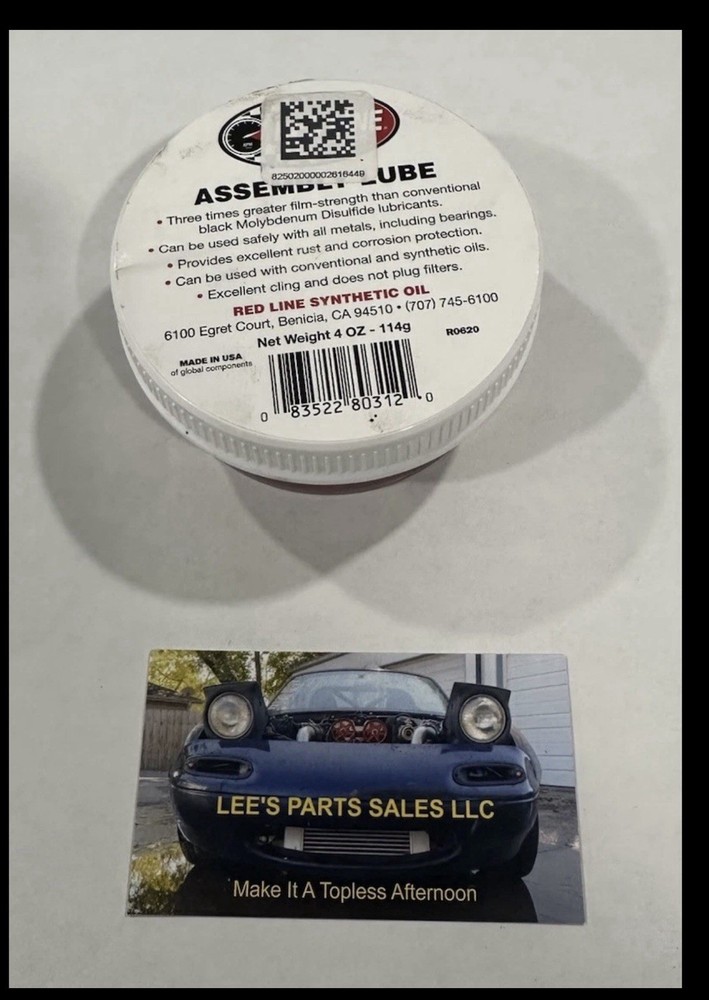 82502000002616449
ASSEMBLY LUBE
• Three times greater film-strength than conventional
black Molybdenum Disulfide lubricants.
• Can be used safely with all metals, including bearings.
• Provides excellent rust and corrosion protection.
• Can be used with conventional and synthetic oils.
• Excellent cling and does not plug filters.
RED LINE SYNTHETIC OIL
6100 Egret Court, Benicia, CA 94510 • (707) 745-6100
Net Weight 4 OZ - 114g
R0620
MADE IN USA
of global components
0 83522 80312 0
LEE'S PARTS SALES LLC
Make It A Topless Afternoon